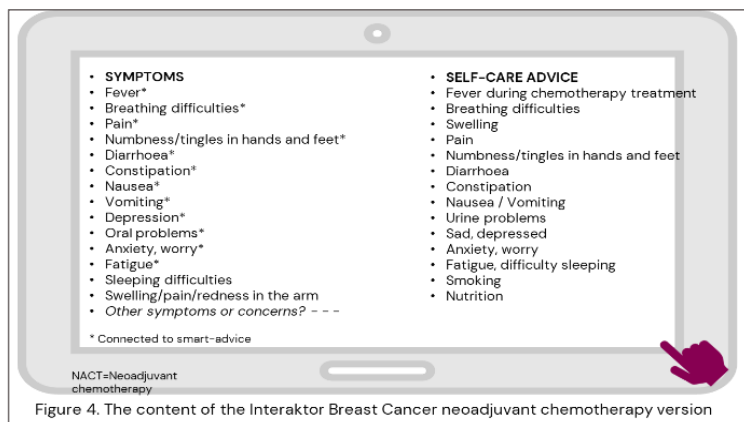 • SYMPTOMS
• Fever*
• Breathing difficulties*
• Pain*
• Numbness/tingles in hands and feet*
• Diarrhoea*
• Constipation*
• Nausea*
• Vomiting*
• Depression*
• Oral problems*
• Anxiety, worry*
• Fatigue*
• Sleeping difficulties
• Swelling/pain/redness in the arm
• Other symptoms or concerns? - - -
* Connected to smart-advice
• SELF-CARE ADVICE
• Fever during chemotherapy treatment
• Breathing difficulties
• Swelling
• Pain
• Numbness/tingles in hands and feet
• Diarrhoea
• Constipation
• Nausea / Vomiting
• Urine problems
• Sad, depressed
• Anxiety, worry
• Fatigue, difficulty sleeping
• Smoking
• Nutrition
NACT=Neoadjuvant
chemotherapy
Figure 4. The content of the Interaktor Breast Cancer neoadjuvant chemotherapy version